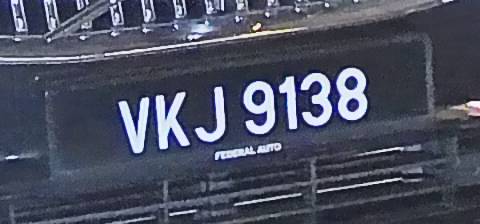 VKJ 9138
FEDERAL AUTO